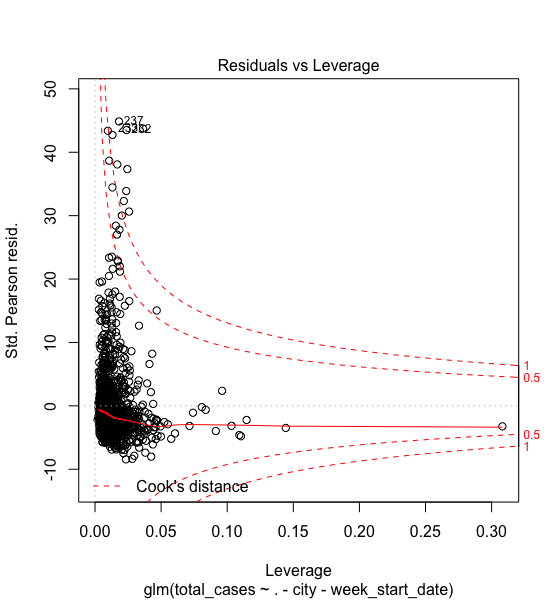 Residuals vs Leverage
Std. Pearson resid.
50
40
30
20
10
0
-10
237
1
0.5
0.5
1
Cook's distance
0.00 0.05 0.10 0.15 0.20 0.25 0.30
Leverage
glm(total_cases ~ . - city - week_start_date)